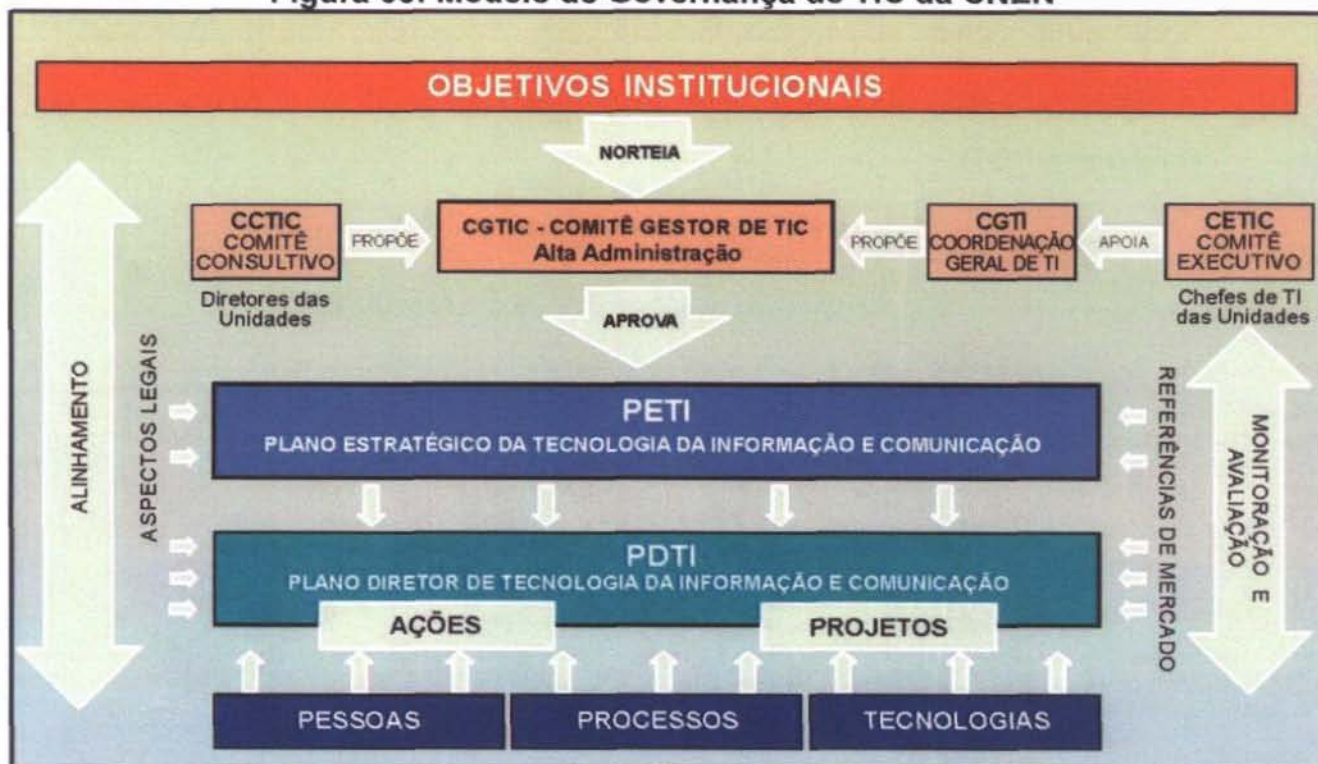 OBJETIVOS INSTITUCIONAIS
NORTEIA
CCTIC
COMITÊ
CONSULTIVO
Diretores das
Unidades
PROPÕE
CGTIC - COMITÊ GESTOR DE TIC
Alta Administração
PROPÕE
CGTI
COORDENAÇÃO
GERAL DE TI
APOIA
CETIC
COMITÊ
EXECUTIVO
Chefes de TI
das Unidades
APROVA
ALINHAMENTO
ASPECTOS LEGAIS
PETI
PLANO ESTRATÉGICO DA TECNOLOGIA DA INFORMAÇÃO E COMUNICAÇÃO
PDTI
PLANO DIRETOR DE TECNOLOGIA DA INFORMAÇÃO E COMUNICAÇÃO
AÇÕES
PROJETOS
REFERÊNCIAS DE MERCADO
MONITORAÇÃO E
AVALIAÇÃO
PESSOAS
PROCESSOS
TECNOLOGIAS